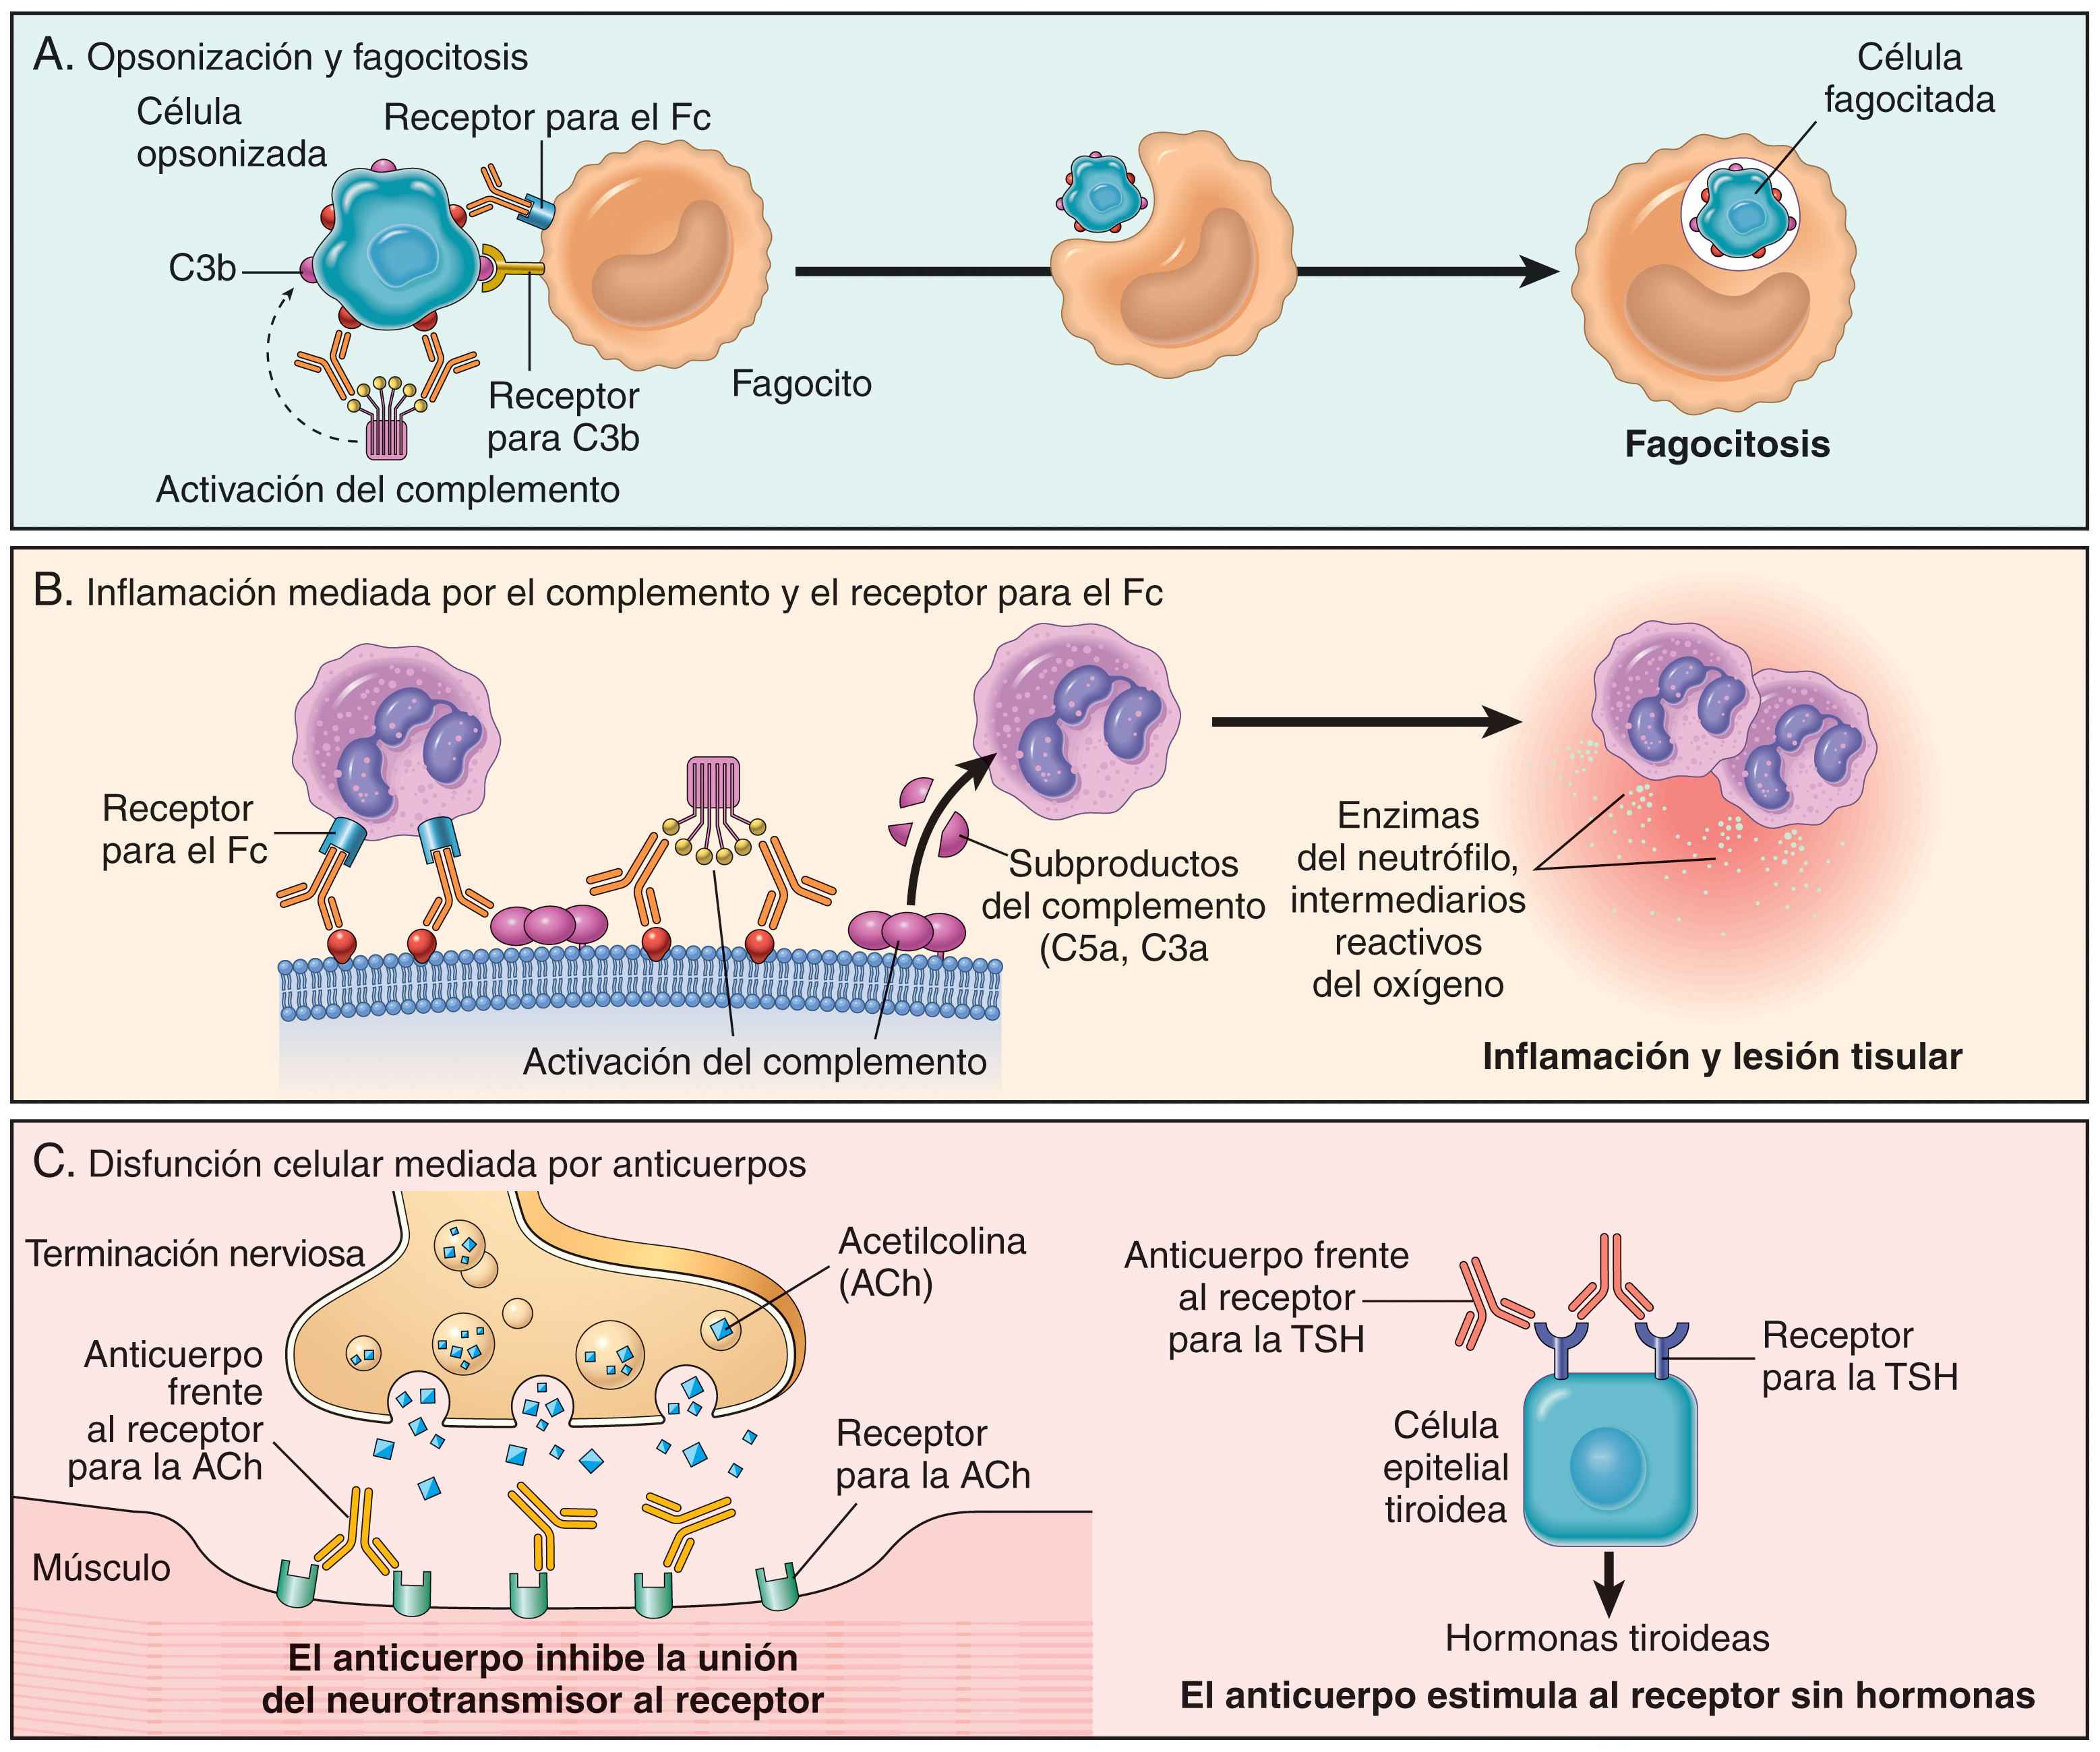 A. Opsonización y fagocitosis
Célula
opsonizada
Receptor para el Fc
C3b
Receptor
para C3b
Fagocito
Activación del complemento
Célula
fagocitada
Fagocitosis
B. Inflamación mediada por el complemento y el receptor para el Fc
Receptor
para el Fc
Subproductos
del complemento
(C5a, C3a
Activación del complemento
Enzimas
del neutrófilo,
intermediarios
reactivos
del oxígeno
Inflamación y lesión tisular
C. Disfunción celular mediada por anticuerpos
Terminación nerviosa
Acetilcolina
(ACh)
Anticuerpo
frente
al receptor
para la ACh
Receptor
para la ACh
Músculo
El anticuerpo inhibe la unión
del neurotransmisor al receptor
Anticuerpo frente
al receptor
para la TSH
Receptor
para la TSH
Célula
epitelial
tiroidea
Hormonas tiroideas
El anticuerpo estimula al receptor sin hormonas